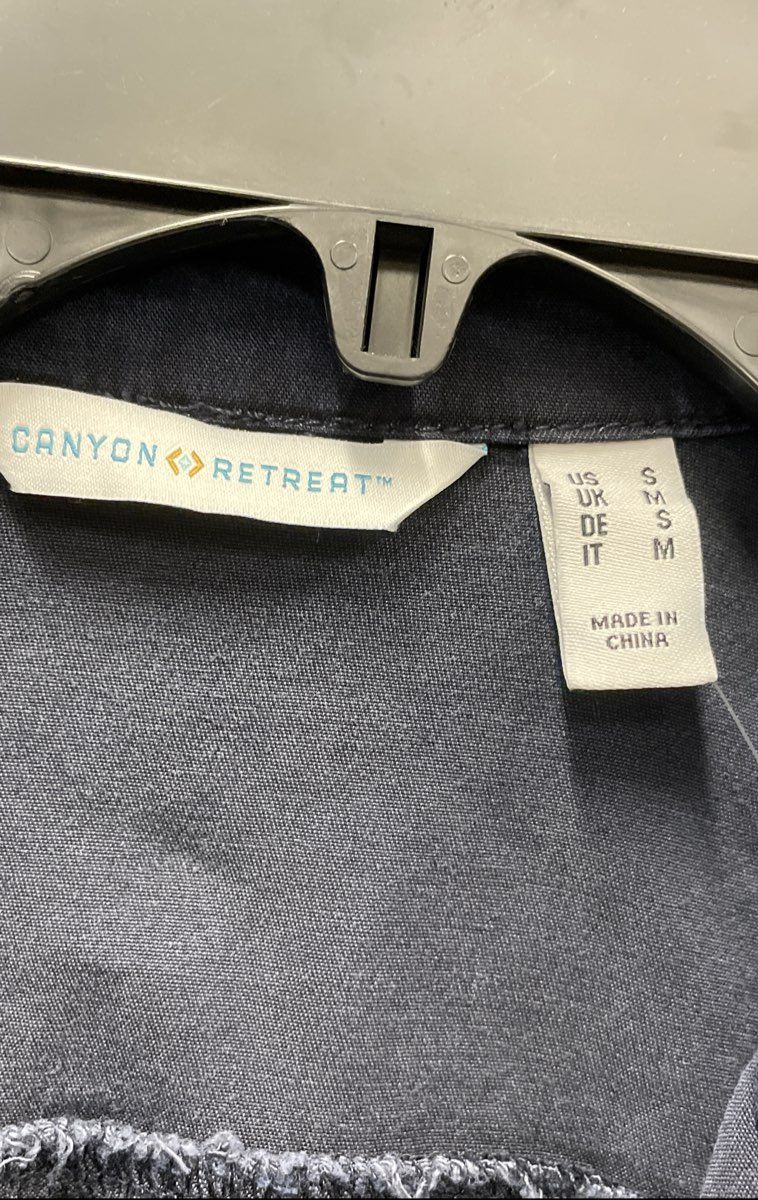 CANYON RETREAT™
US S
UK M
DE S
IT M
MADE IN
CHINA